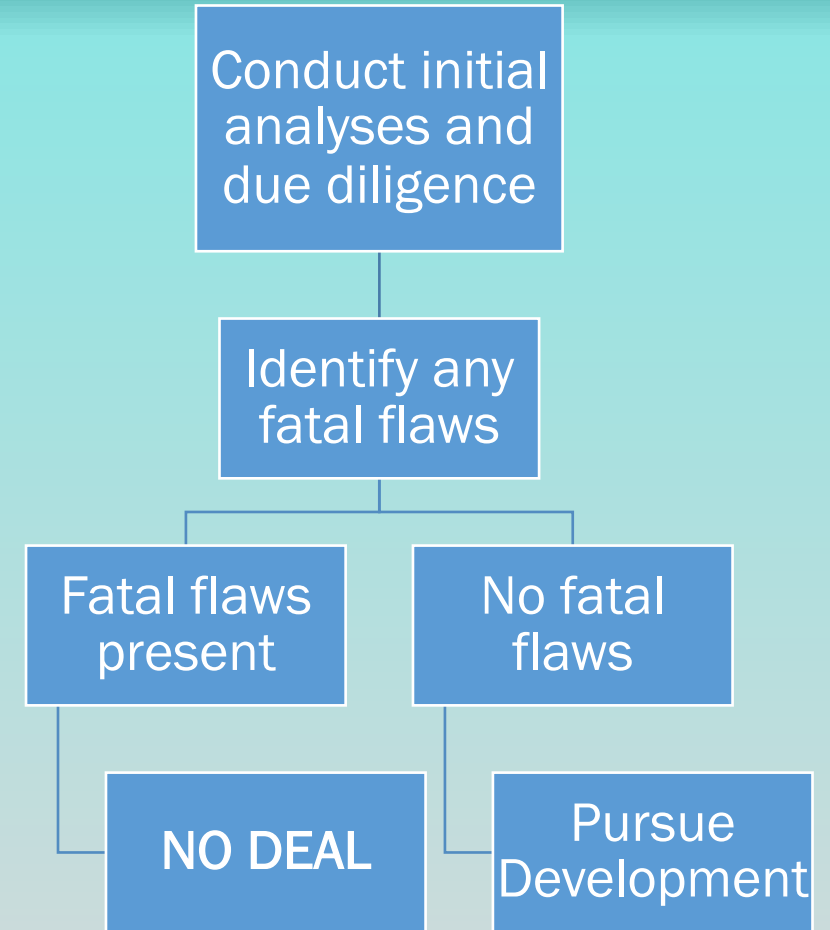 Conduct initial
analyses and
due diligence
Identify any
fatal flaws
Fatal flaws
present
No fatal
flaws
NO DEAL
Pursue
Development